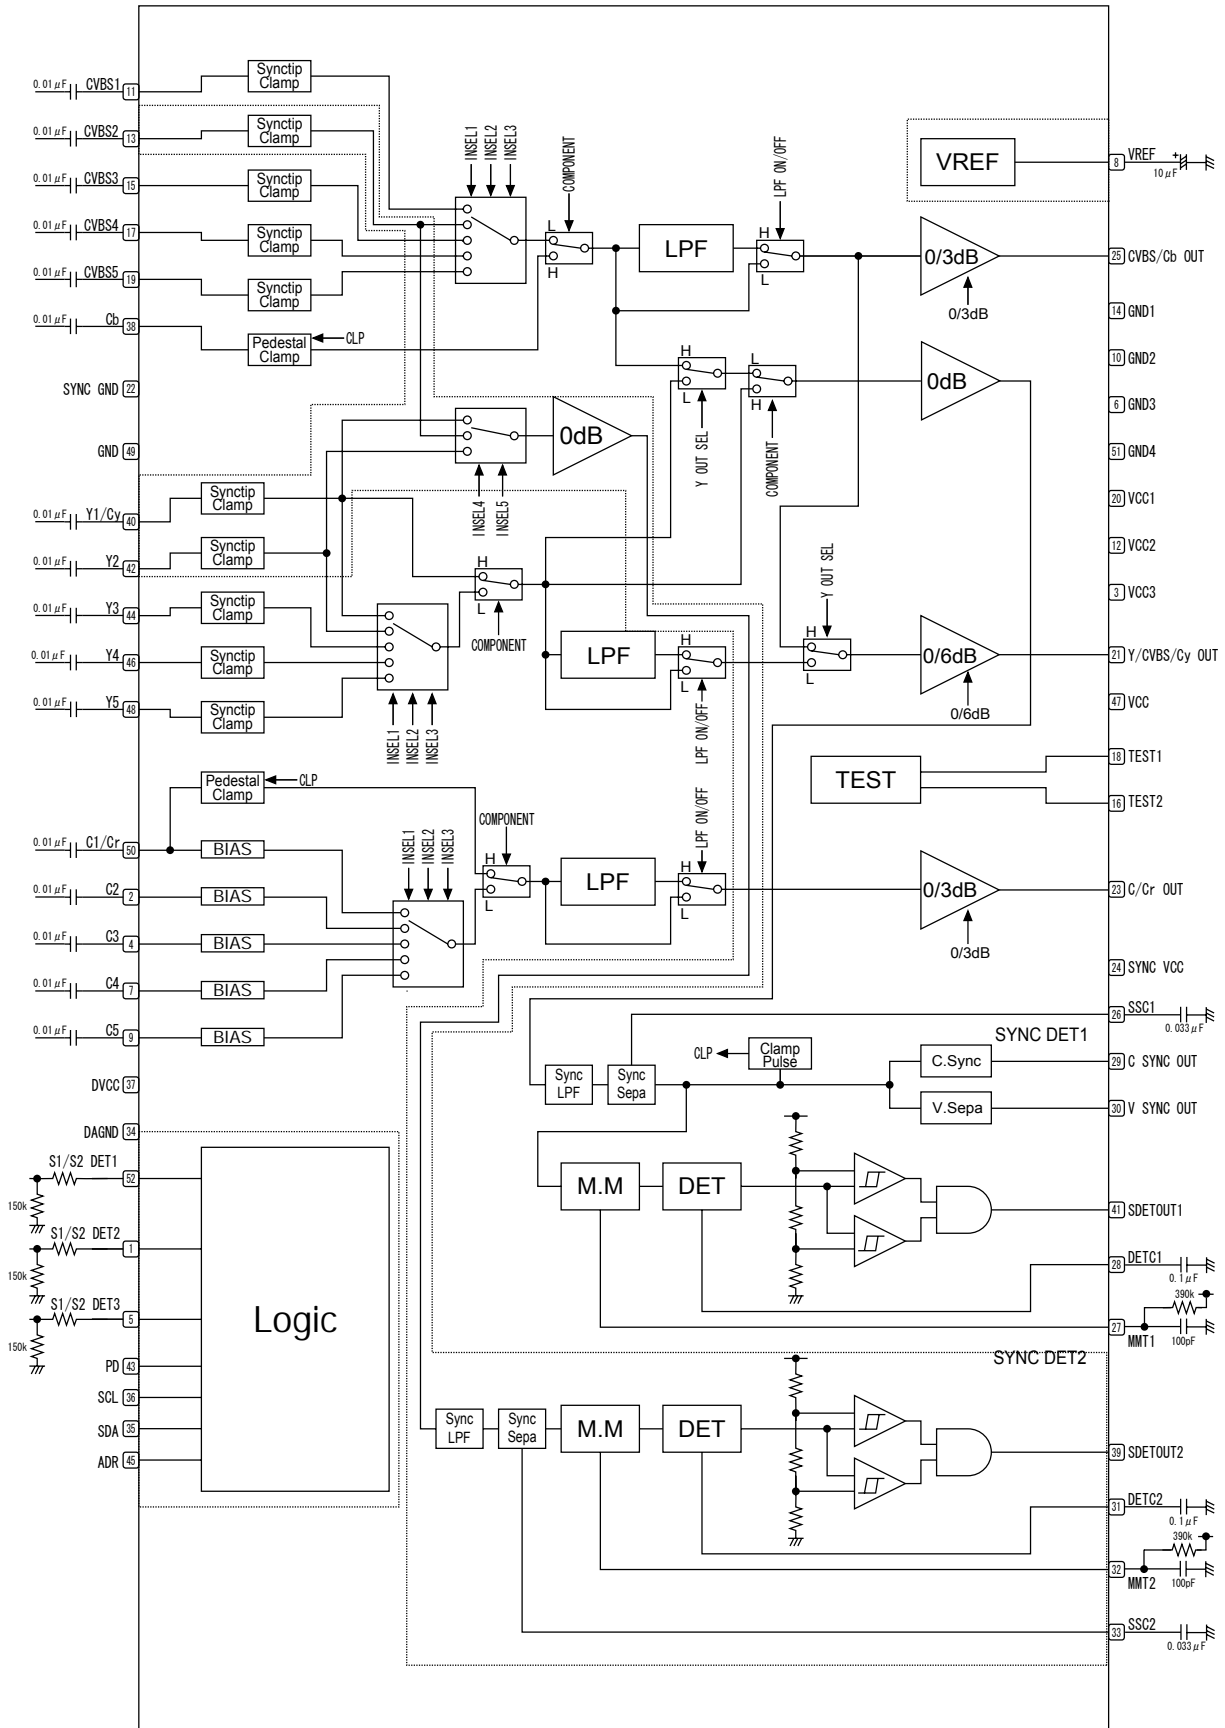 0.01μF CVBS1 11 Synctip Clamp
0.01μF CVBS2 13 Synctip Clamp
0.01μF CVBS3 15 Synctip Clamp
0.01μF CVBS4 17 Synctip Clamp
0.01μF CVBS5 19 Synctip Clamp
0.01μF Cb 38 Pedestal Clamp CLP
SYNC GND 22
GND 49
INSEL1 INSEL2 INSEL3
COMPONENT
L
H
LPF
LPF ON/OFF
H
L
0/3dB
0/3dB
VREF
8 VREF
+
10μF
25 CVBS/Cb OUT
14 GND1
10 GND2
6 GND3
51 GND4
20 VCC1
12 VCC2
3 VCC3
21 Y/CVBS/Cy OUT
47 VCC
18 TEST1
16 TEST2
23 C/Cr OUT
24 SYNC VCC
H
L
Y OUT SEL
L
H
COMPONENT
0dB
0dB
INSEL4
INSEL5
0.01μF Y1/Cy 40 Synctip Clamp
0.01μF Y2 42 Synctip Clamp
0.01μF Y3 44 Synctip Clamp
0.01μF Y4 46 Synctip Clamp
0.01μF Y5 48 Synctip Clamp
H
L
COMPONENT
INSEL1 INSEL2 INSEL3
LPF
H
L
LPF ON/OFF
Y OUT SEL
H
L
0/6dB
0/6dB
TEST
Pedestal Clamp CLP
0.01μF C1/Cr 50 BIAS
0.01μF C2 2 BIAS
0.01μF C3 4 BIAS
0.01μF C4 7 BIAS
0.01μF C5 9 BIAS
INSEL1 INSEL2 INSEL3
COMPONENT
H
L
LPF
LPF ON/OFF
H
L
0/3dB
0/3dB
DVCC 37
DAGND 34
26 SSC1
0.033μF
SYNC DET1
CLP
Clamp Pulse
Sync LPF
Sync Sepa
C.Sync
29 C SYNC OUT
V.Sepa
30 V SYNC OUT
M.M
DET
41 SDETOUT1
28 DETC1
0.1μF
390k
27 MMT1
100pF
S1/S2 DET1 52
150k
S1/S2 DET2 1
150k
S1/S2 DET3 5
150k
PD 43
SCL 36
SDA 35
ADR 45
Logic
SYNC DET2
Sync LPF
Sync Sepa
M.M
DET
39 SDETOUT2
31 DETC2
0.1μF
390k
32 MMT2
100pF
33 SSC2
0.033μF